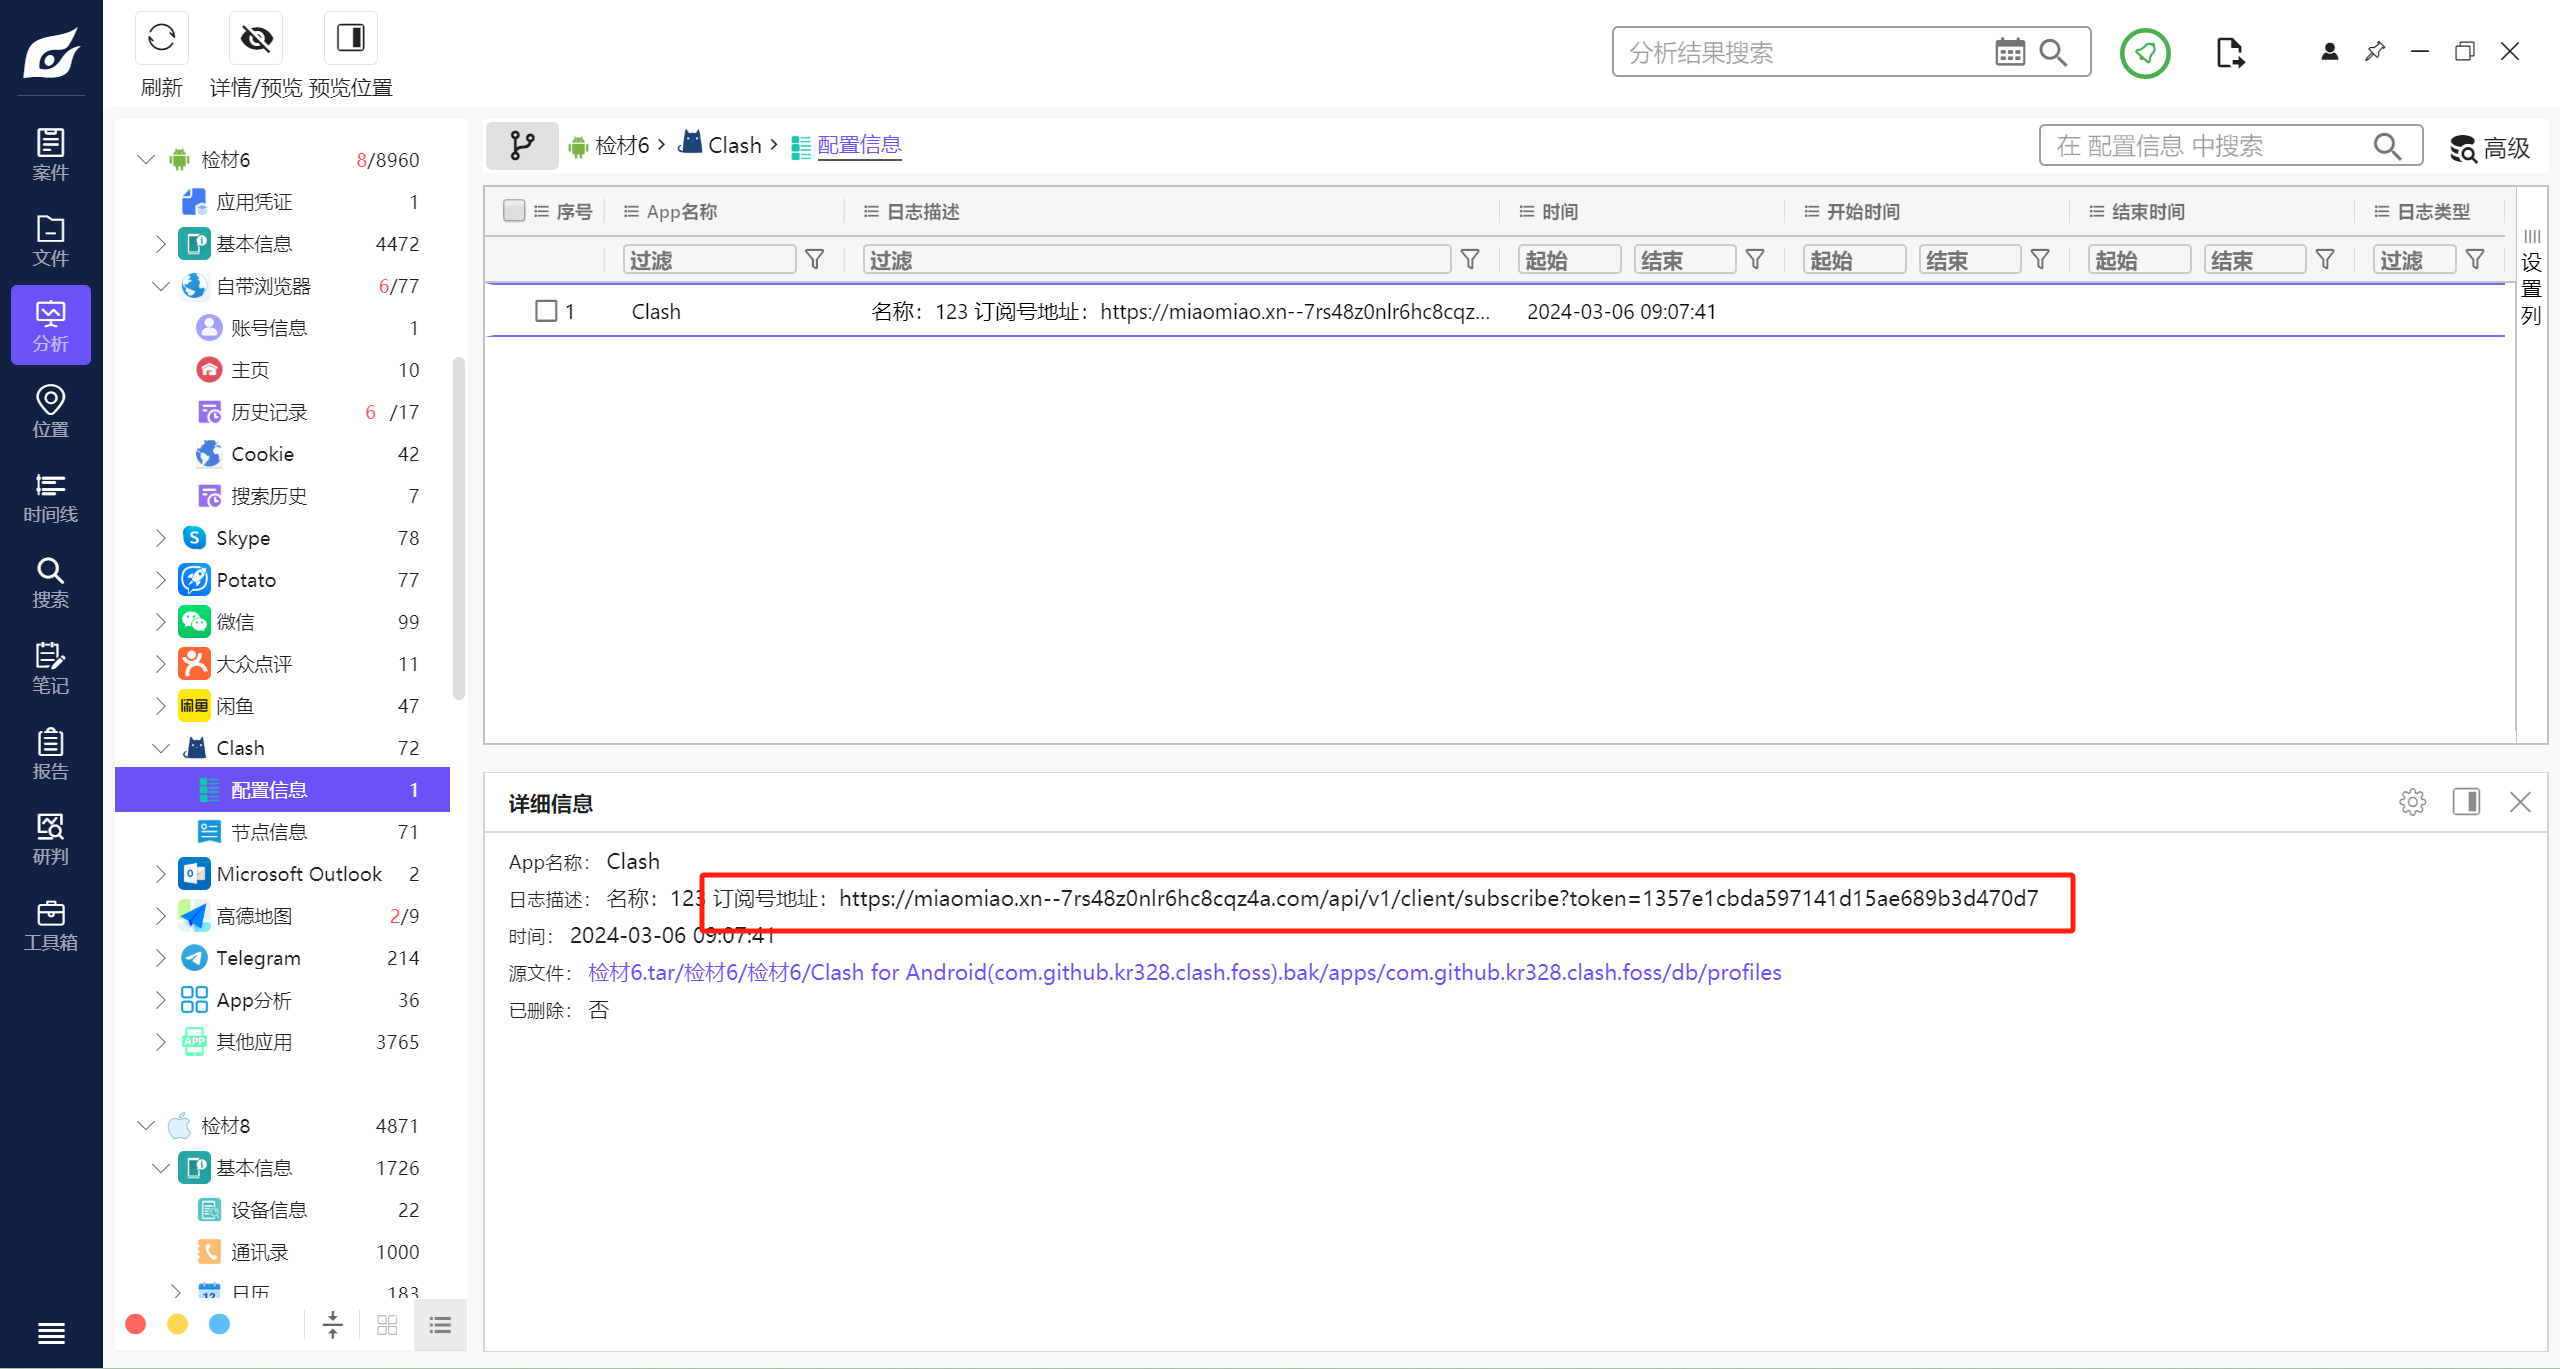 刷新
详情/预览
预览位置
分析结果搜索
案件
文件
分析
位置
时间线
搜索
笔记
报告
研判
工具箱
检材6 8/8960
应用凭证 1
基本信息 4472
自带浏览器 6/77
账号信息 1
主页 10
历史记录 6 /17
Cookie 42
搜索历史 7
Skype 78
Potato 77
微信 99
大众点评 11
闲鱼 闲鱼 47
Clash 72
配置信息 1
节点信息 71
Microsoft Outlook 2
高德地图 2/9
Telegram 214
App分析 36
APP 其他应用 3765
检材8 4871
基本信息 1726
设备信息 22
通讯录 1000
日历 183
检材6 > Clash > 配置信息
在 配置信息 中搜索
高级
序号 App名称 日志描述 时间 开始时间 结束时间 日志类型
过滤 过滤 起始 结束 起始 结束 起始 结束 过滤
1 Clash 名称：123 订阅号地址：https://miaomiao.xn--7rs48z0nlr6hc8cqz... 2024-03-06 09:07:41
设置列
详细信息
App名称： Clash
日志描述： 名称：123 订阅号地址：https://miaomiao.xn--7rs48z0nlr6hc8cqz4a.com/api/v1/client/subscribe?token=1357e1cbda597141d15ae689b3d470d7
时间： 2024-03-06 09:07:41
源文件： 检材6.tar/检材6/检材6/Clash for Android(com.github.kr328.clash.foss).bak/apps/com.github.kr328.clash.foss/db/profiles
已删除： 否